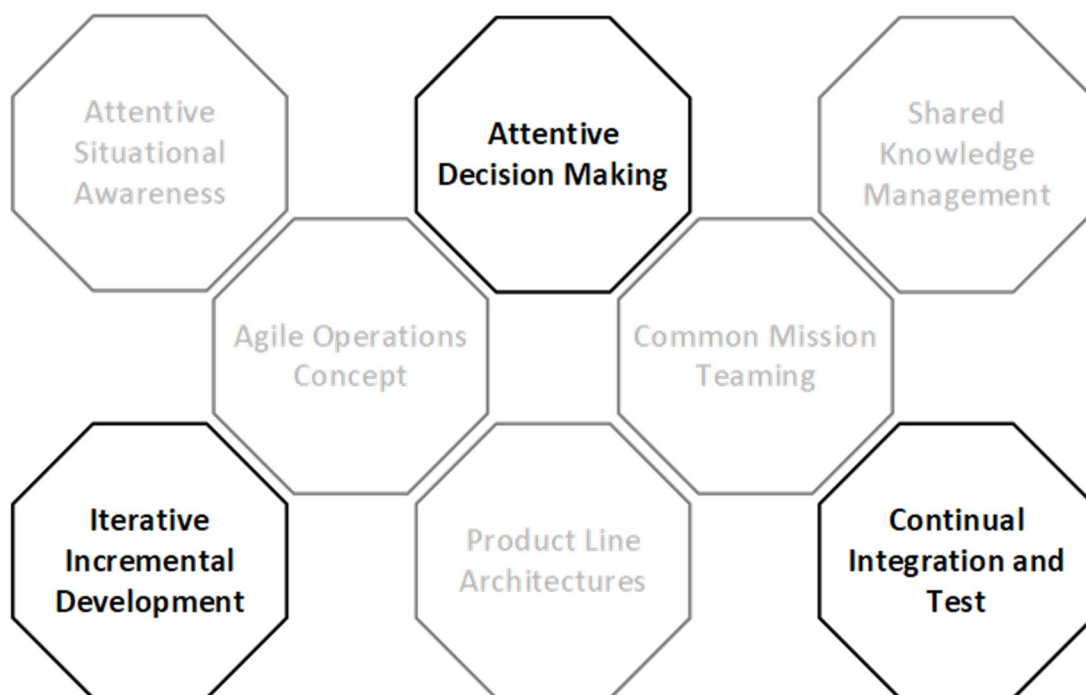 Attentive
Situational
Awareness
Attentive
Decision Making
Shared
Knowledge
Management
Agile Operations
Concept
Common Mission
Teaming
Iterative
Incremental
Development
Product Line
Architectures
Continual
Integration and
Test